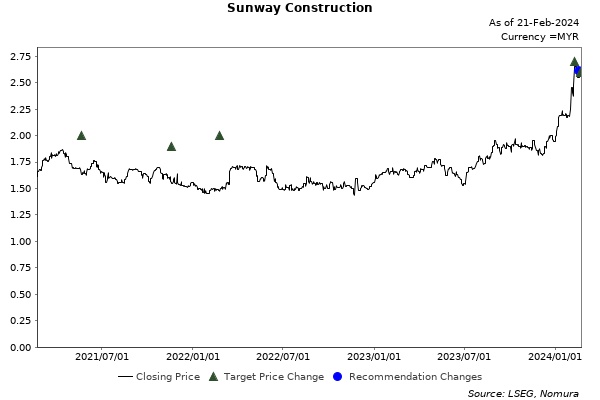 Sunway Construction
As of 21-Feb-2024
Currency =MYR
2.75
2.50
2.25
2.00
1.75
1.50
1.25
1.00
0.75
0.50
0.25
0.00
2021/07/01 2022/01/01 2022/07/01 2023/01/01 2023/07/01 2024/01/01
Closing Price Target Price Change Recommendation Changes
Source: LSEG, Nomura